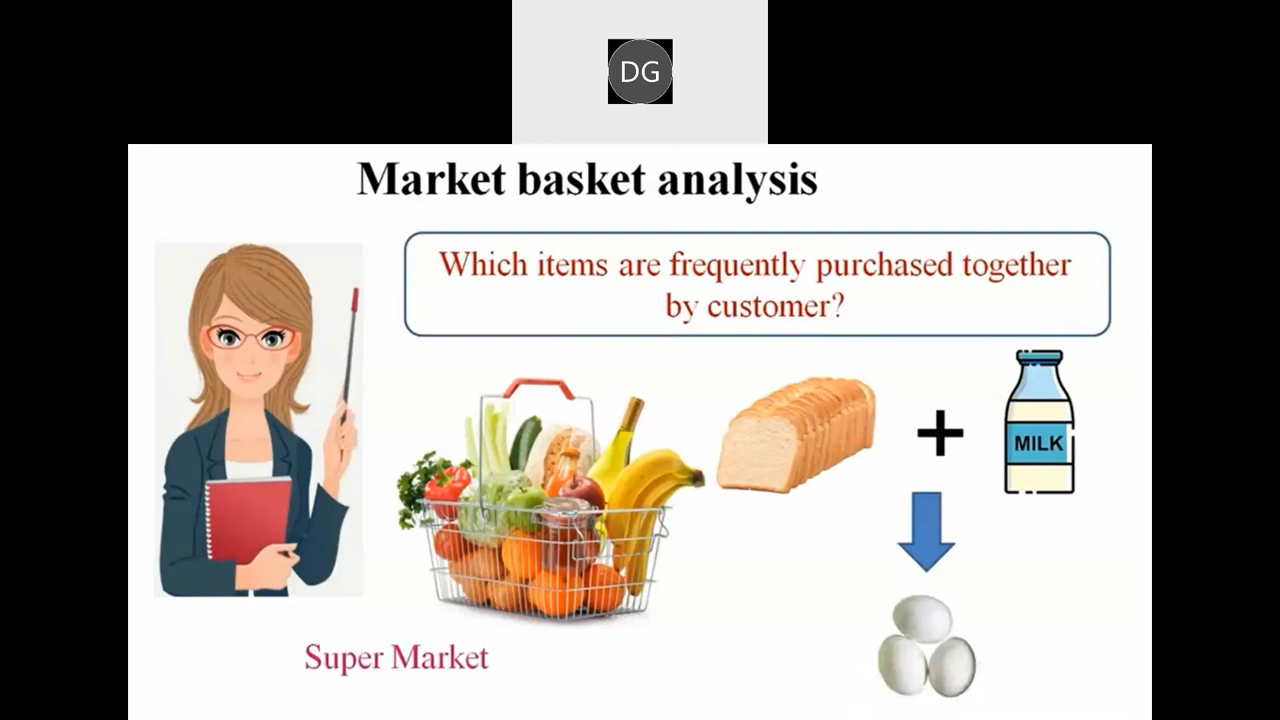 DG
Market basket analysis
Which items are frequently purchased together
by customer?
MILK
Super Market